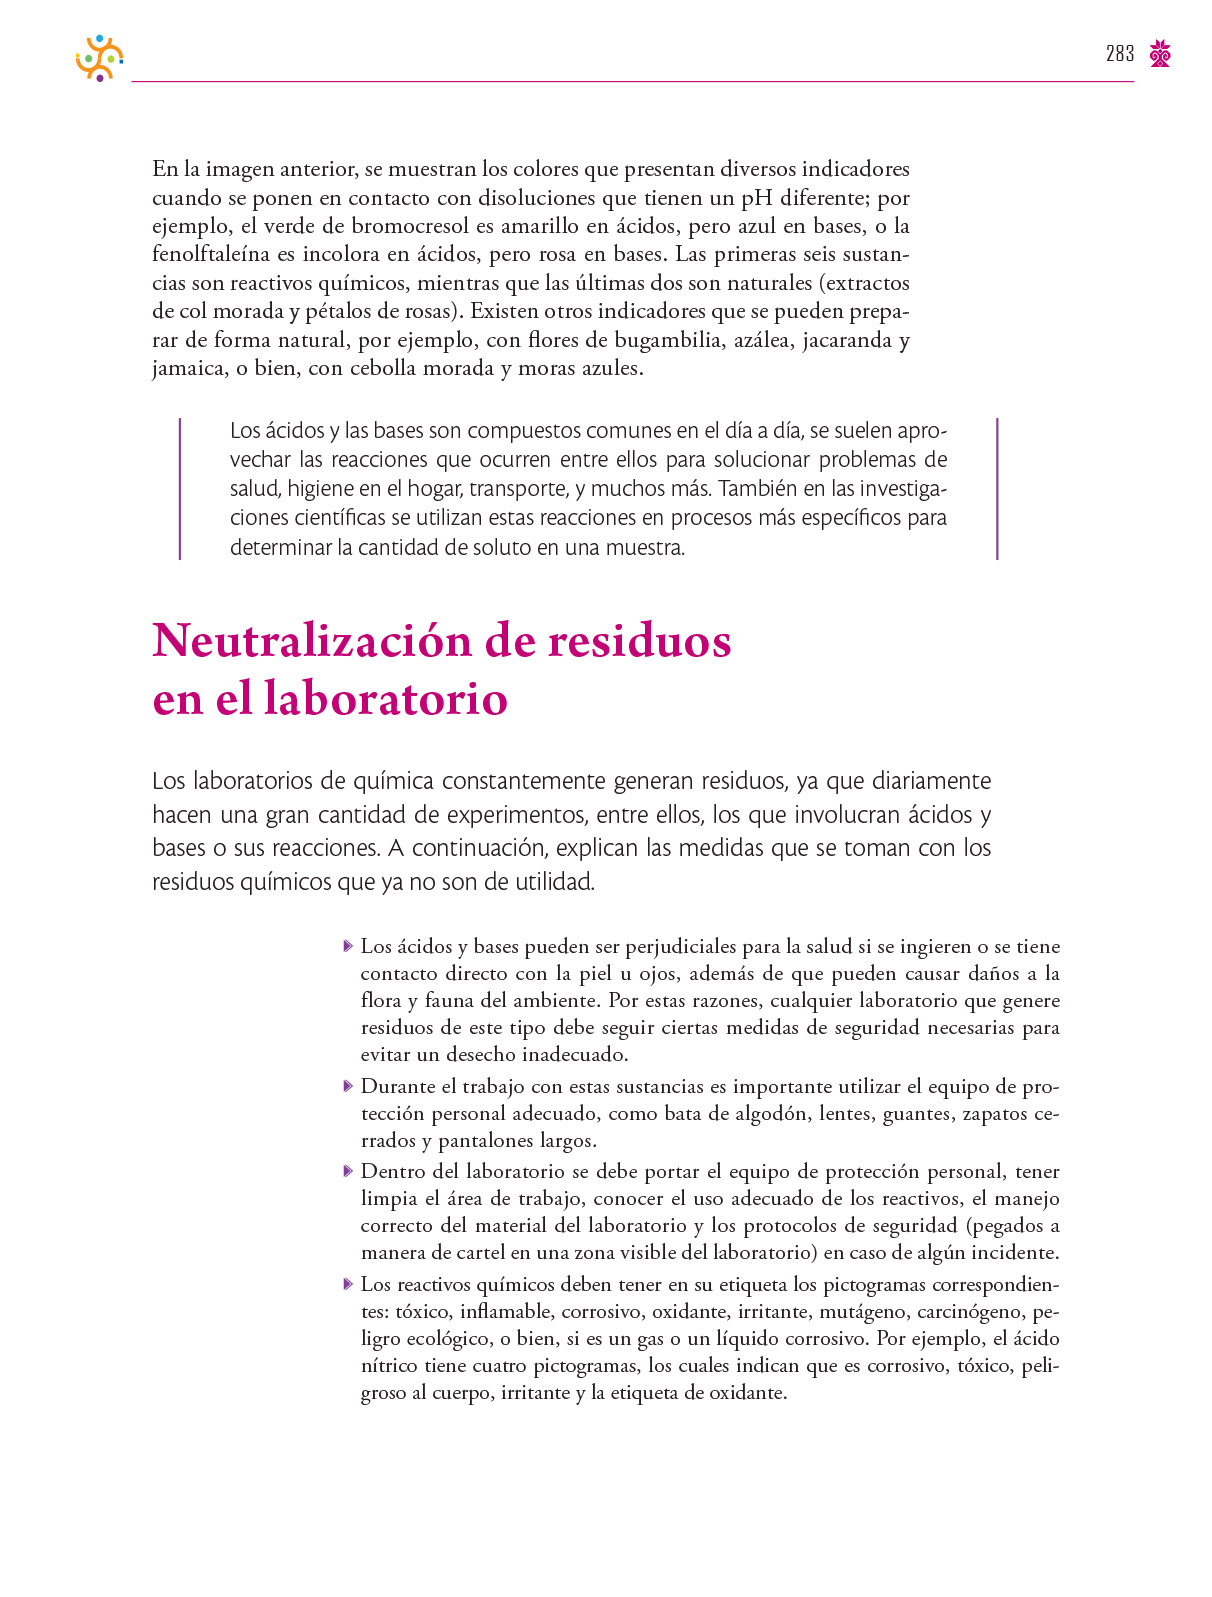 283
En la imagen anterior, se muestran los colores que presentan diversos indicadores
cuando se ponen en contacto con disoluciones que tienen un pH diferente; por
ejemplo, el verde de bromocresol es amarillo en ácidos, pero azul en bases, o la
fenolftaleína es incolora en ácidos, pero rosa en bases. Las primeras seis sustan-
cias son reactivos químicos, mientras que las últimas dos son naturales (extractos
de col morada y pétalos de rosas). Existen otros indicadores que se pueden prepa-
rar de forma natural, por ejemplo, con flores de bugambilia, azálea, jacaranda y
jamaica, o bien, con cebolla morada y moras azules.
Los ácidos y las bases son compuestos comunes en el día a día, se suelen apro-
vechar las reacciones que ocurren entre ellos para solucionar problemas de
salud, higiene en el hogar, transporte, y muchos más. También en las investiga-
ciones científicas se utilizan estas reacciones en procesos más específicos para
determinar la cantidad de soluto en una muestra.
Neutralización de residuos
en el laboratorio
Los laboratorios de química constantemente generan residuos, ya que diariamente
hacen una gran cantidad de experimentos, entre ellos, los que involucran ácidos y
bases o sus reacciones. A continuación, explican las medidas que se toman con los
residuos químicos que ya no son de utilidad.
Los ácidos y bases pueden ser perjudiciales para la salud si se ingieren o se tiene
contacto directo con la piel u ojos, además de que pueden causar daños a la
flora y fauna del ambiente. Por estas razones, cualquier laboratorio que genere
residuos de este tipo debe seguir ciertas medidas de seguridad necesarias para
evitar un desecho inadecuado.
Durante el trabajo con estas sustancias es importante utilizar el equipo de pro-
tección personal adecuado, como bata de algodón, lentes, guantes, zapatos ce-
rrados y pantalones largos.
Dentro del laboratorio se debe portar el equipo de protección personal, tener
limpia el área de trabajo, conocer el uso adecuado de los reactivos, el manejo
correcto del material del laboratorio y los protocolos de seguridad (pegados a
manera de cartel en una zona visible del laboratorio) en caso de algún incidente.
Los reactivos químicos deben tener en su etiqueta los pictogramas correspondien-
tes: tóxico, inflamable, corrosivo, oxidante, irritante, mutágeno, carcinógeno, pe-
ligro ecológico, o bien, si es un gas o un líquido corrosivo. Por ejemplo, el ácido
nítrico tiene cuatro pictogramas, los cuales indican que es corrosivo, tóxico, peli-
groso al cuerpo, irritante y la etiqueta de oxidante.